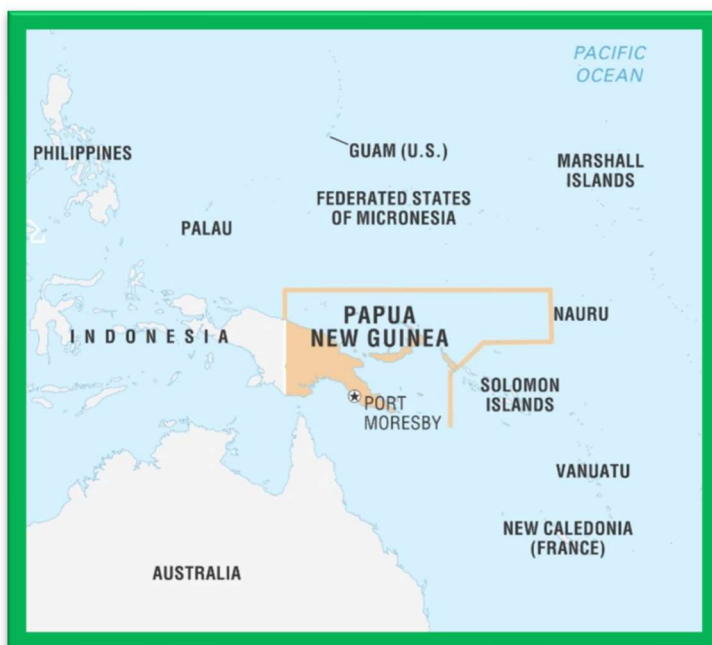 PACIFIC
OCEAN
PHILIPPINES
GUAM (U.S.)
MARSHALL
ISLANDS
FEDERATED STATES
OF MICRONESIA
PALAU
PAPUA
NEW GUINEA
NAURU
INDONESIA
SOLOMON
ISLANDS
PORT
MORESBY
VANUATU
NEW CALEDONIA
(FRANCE)
AUSTRALIA